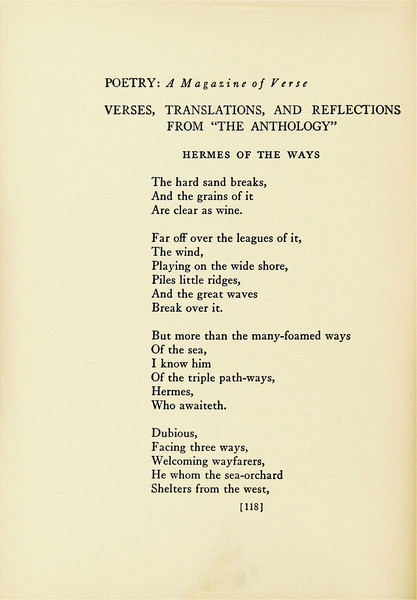 POETRY: A Magazine of Verse
VERSES, TRANSLATIONS, AND REFLECTIONS
FROM "THE ANTHOLOGY"
HERMES OF THE WAYS
The hard sand breaks,
And the grains of it
Are clear as wine.
Far off over the leagues of it,
The wind,
Playing on the wide shore,
Piles little ridges,
And the great waves
Break over it.
But more than the many-foamed ways
Of the sea,
I know him
Of the triple path-ways,
Hermes,
Who awaiteth.
Dubious,
Facing three ways,
Welcoming wayfarers,
He whom the sea-orchard
Shelters from the west,
[118]